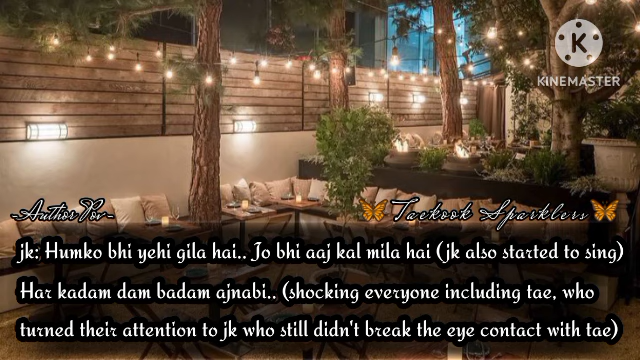 K
KINEMASTER
-Author Pov-
🦋Taekook Sparklers🦋
jk: Humko bhi yehi gila hai.. Jo bhi aaj kal mila hai (jk also started to sing)
Har kadam dam badam ajnabi.. (shocking everyone including tae, who
turned their attention to jk who still didn't break the eye contact with tae)